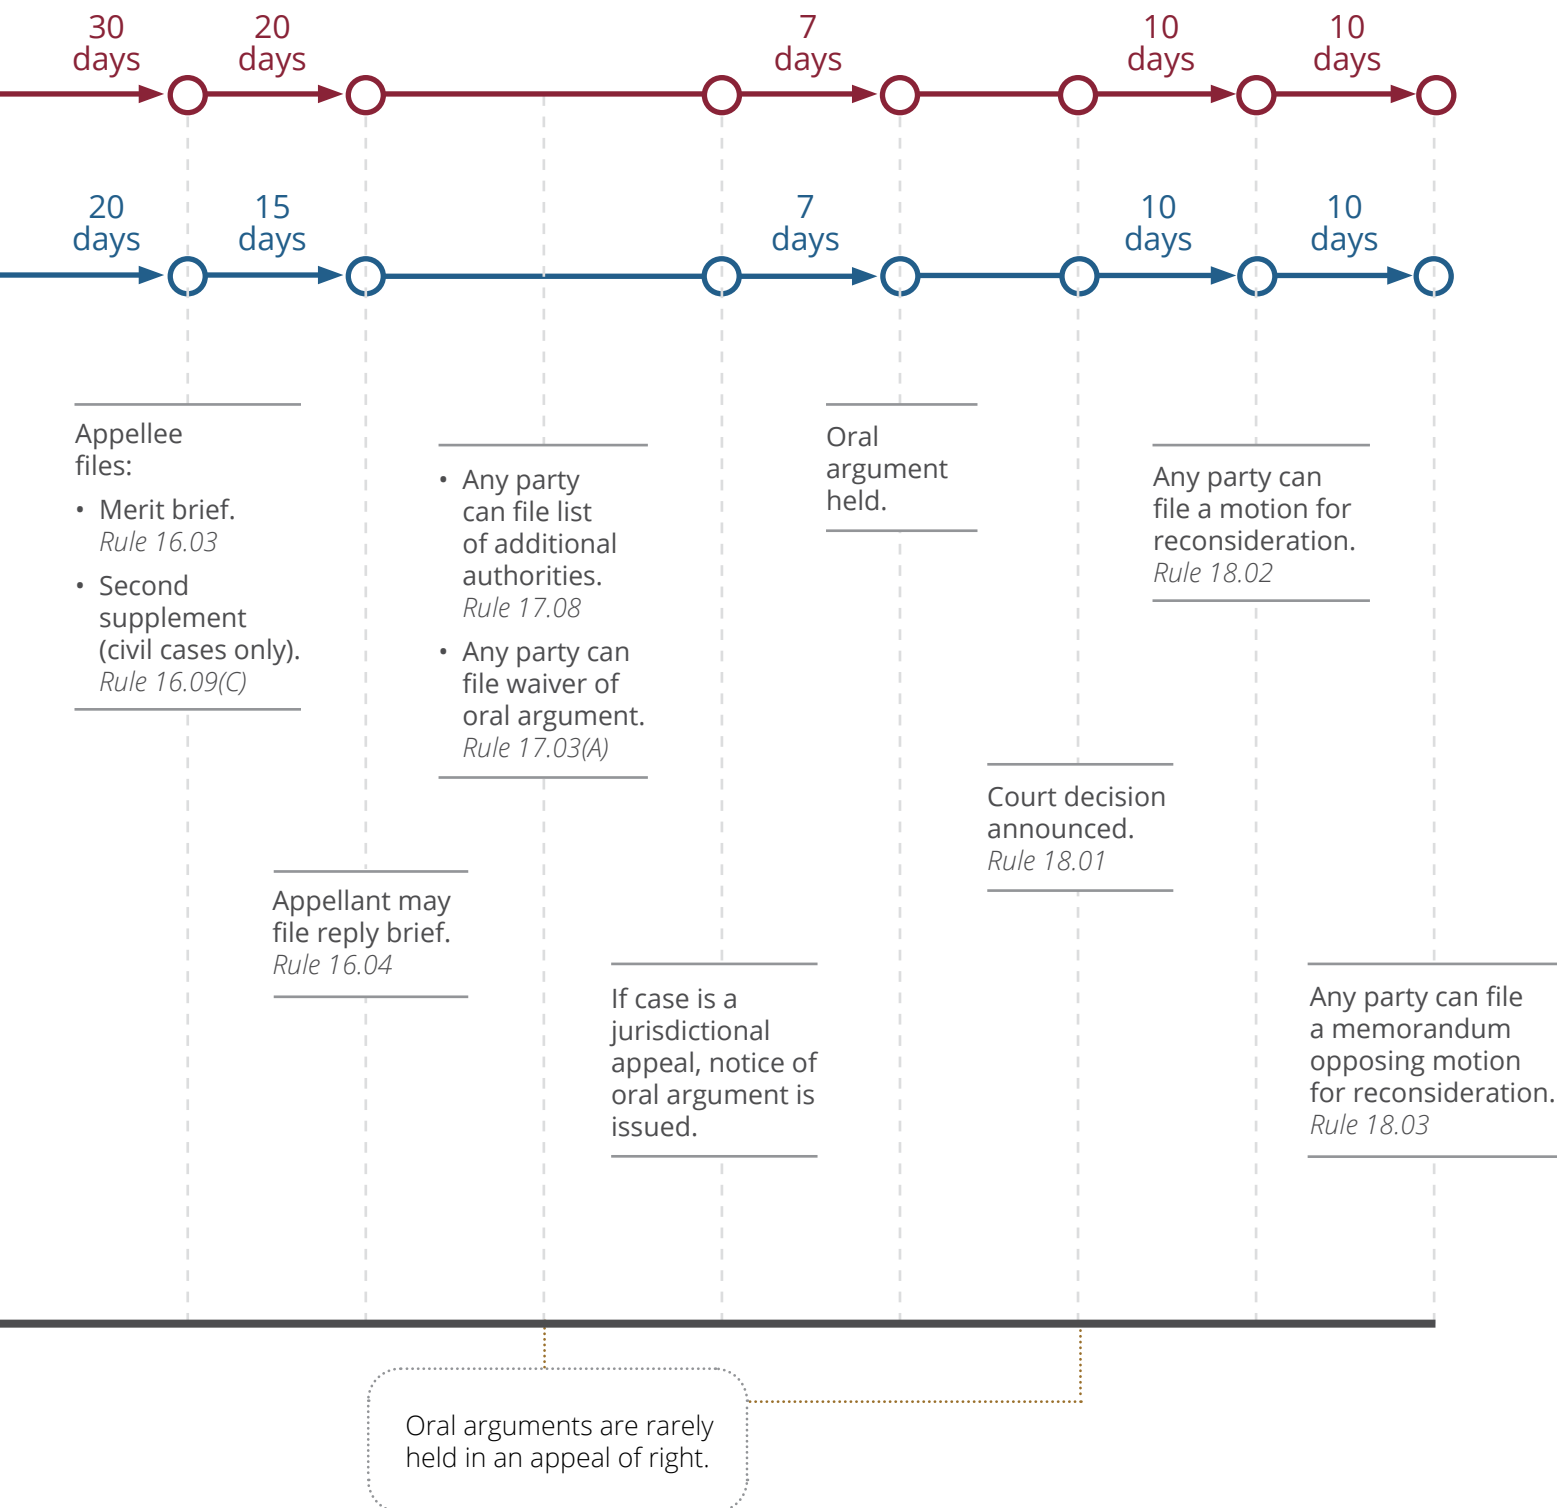 30
days
20
days
7
days
10
days
10
days
20
days
15
days
7
days
10
days
10
days
Appellee
files:
• Merit brief.
Rule 16.03
• Second
supplement
(civil cases only).
Rule 16.09(C)
Appellant may
file reply brief.
Rule 16.04
• Any party
can file list
of additional
authorities.
Rule 17.08
• Any party can
file waiver of
oral argument.
Rule 17.03(A)
If case is a
jurisdictional
appeal, notice of
oral argument is
issued.
Oral
argument
held.
Court decision
announced.
Rule 18.01
Any party can
file a motion for
reconsideration.
Rule 18.02
Any party can file
a memorandum
opposing motion
for reconsideration.
Rule 18.03
Oral arguments are rarely
held in an appeal of right.